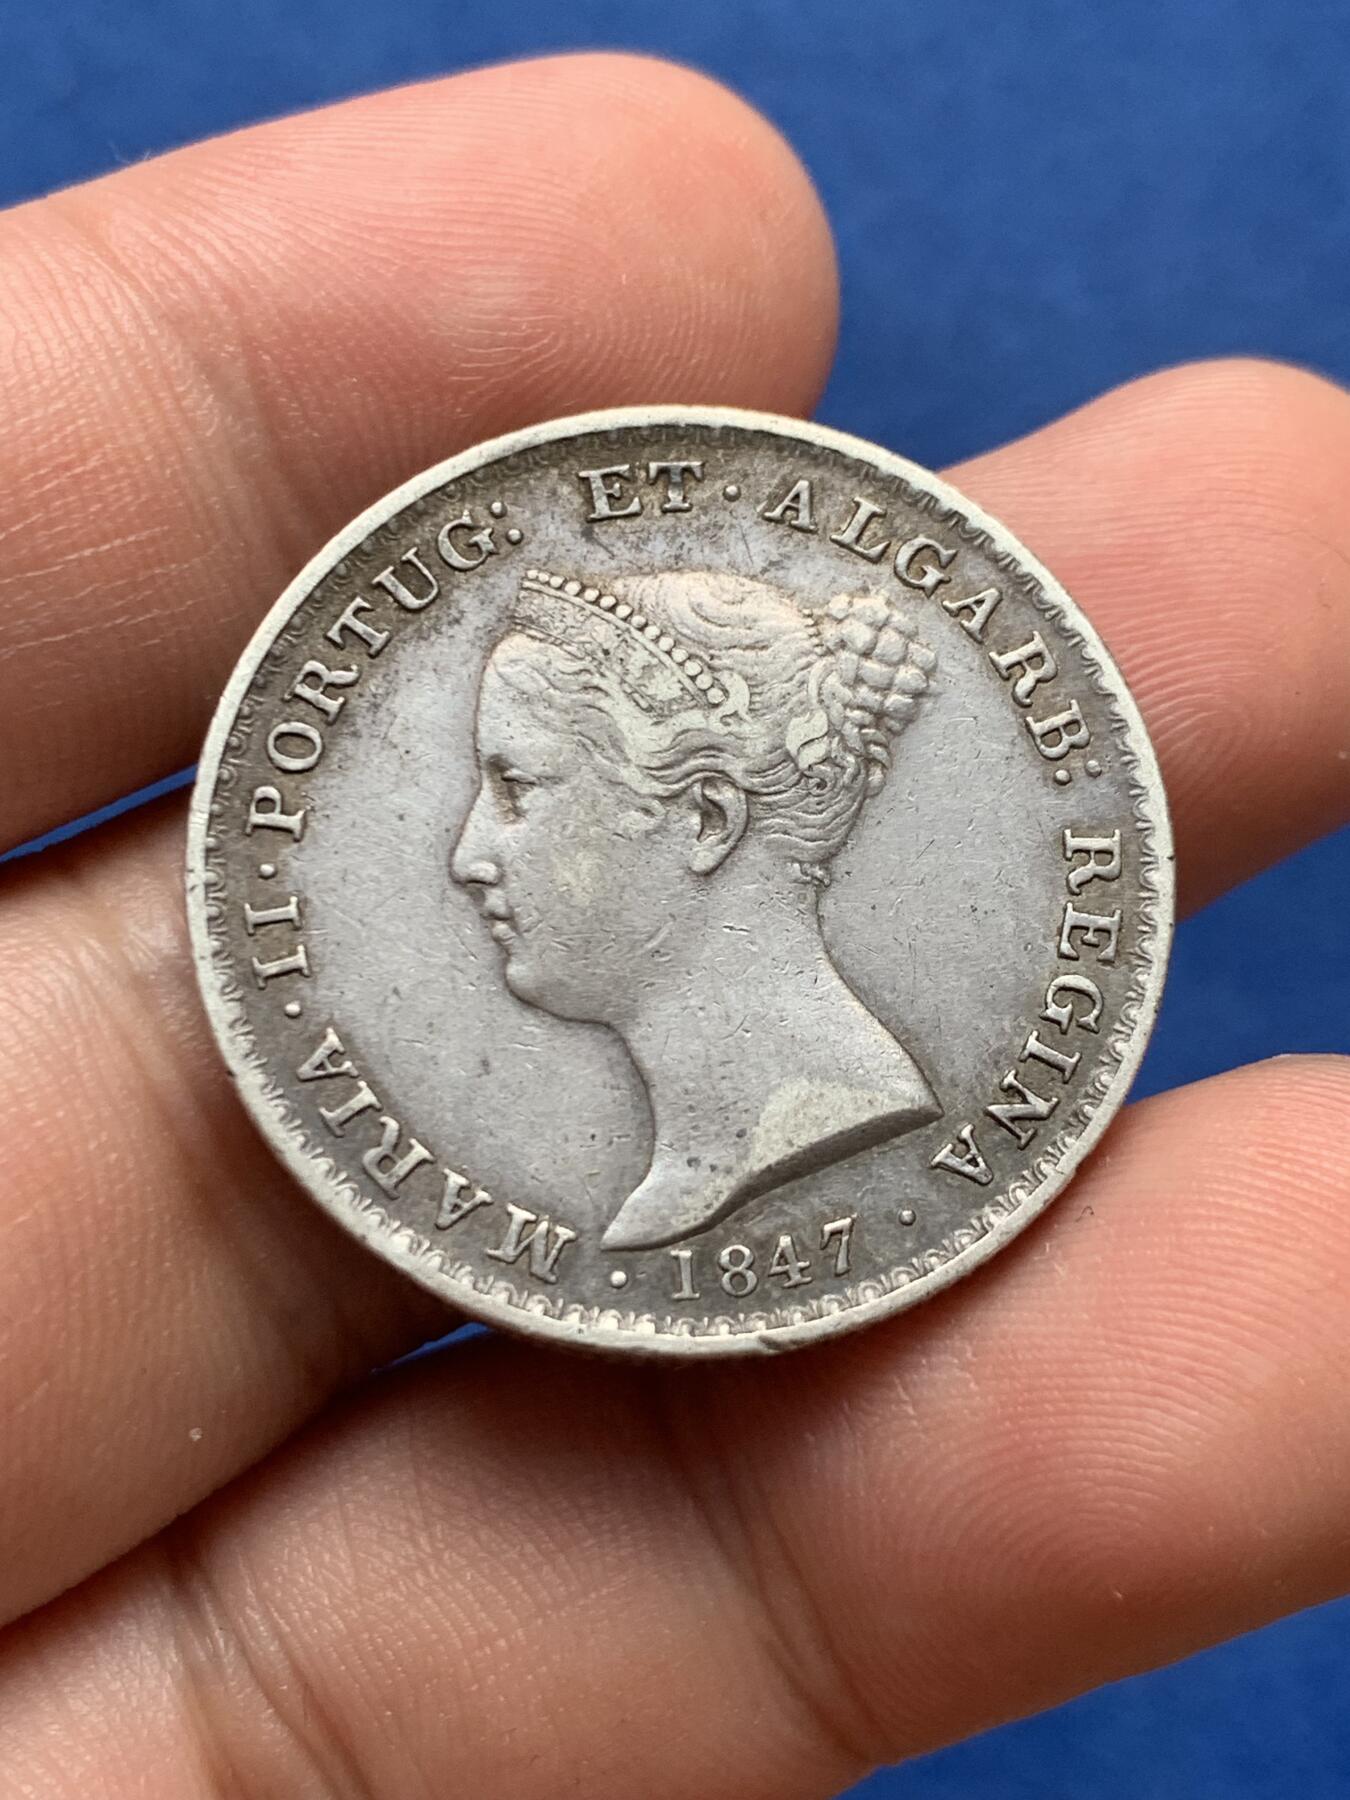 MARIA · II · PORTUG: ET · ALGARB: REGINA
· 1847 ·